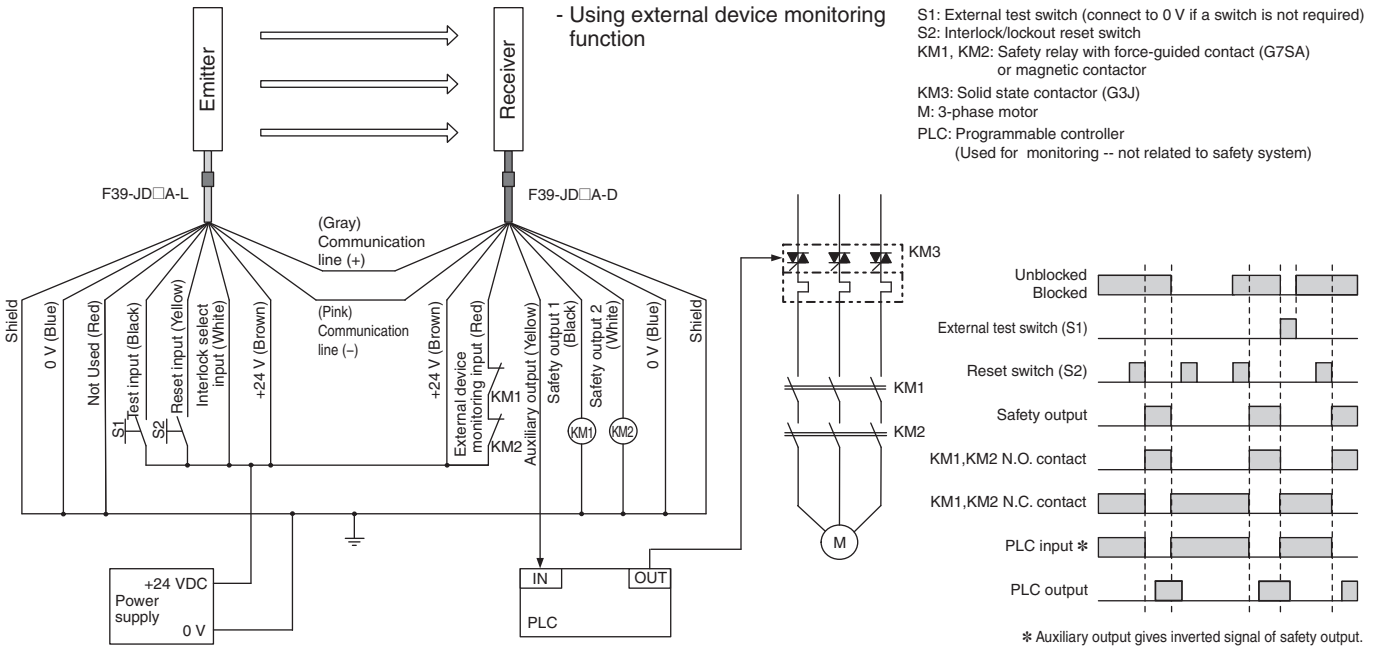 - Using external device monitoring
function
S1: External test switch (connect to 0 V if a switch is not required)
S2: Interlock/lockout reset switch
KM1, KM2: Safety relay with force-guided contact (G7SA)
or magnetic contactor
KM3: Solid state contactor (G3J)
M: 3-phase motor
PLC: Programmable controller
(Used for monitoring -- not related to safety system)
Emitter
Receiver
F39-JD□A-L
F39-JD□A-D
(Gray)
Communication
line (+)
(Pink)
Communication
line (−)
Shield
0 V (Blue)
Not Used (Red)
Test input (Black)
Reset input (Yellow)
Interlock select
input (White)
+24 V (Brown)
+24 V (Brown)
External device
monitoring input (Red)
Auxiliary output (Yellow)
Safety output 1
(Black)
Safety output 2
(White)
0 V (Blue)
Shield
S1
S2
KM1
KM2
KM1
KM2
+24 VDC
Power
supply
0 V
IN
OUT
PLC
KM3
KM1
KM2
M
Unblocked
Blocked
External test switch (S1)
Reset switch (S2)
Safety output
KM1,KM2 N.O. contact
KM1,KM2 N.C. contact
PLC input ✻
PLC output
✻ Auxiliary output gives inverted signal of safety output.